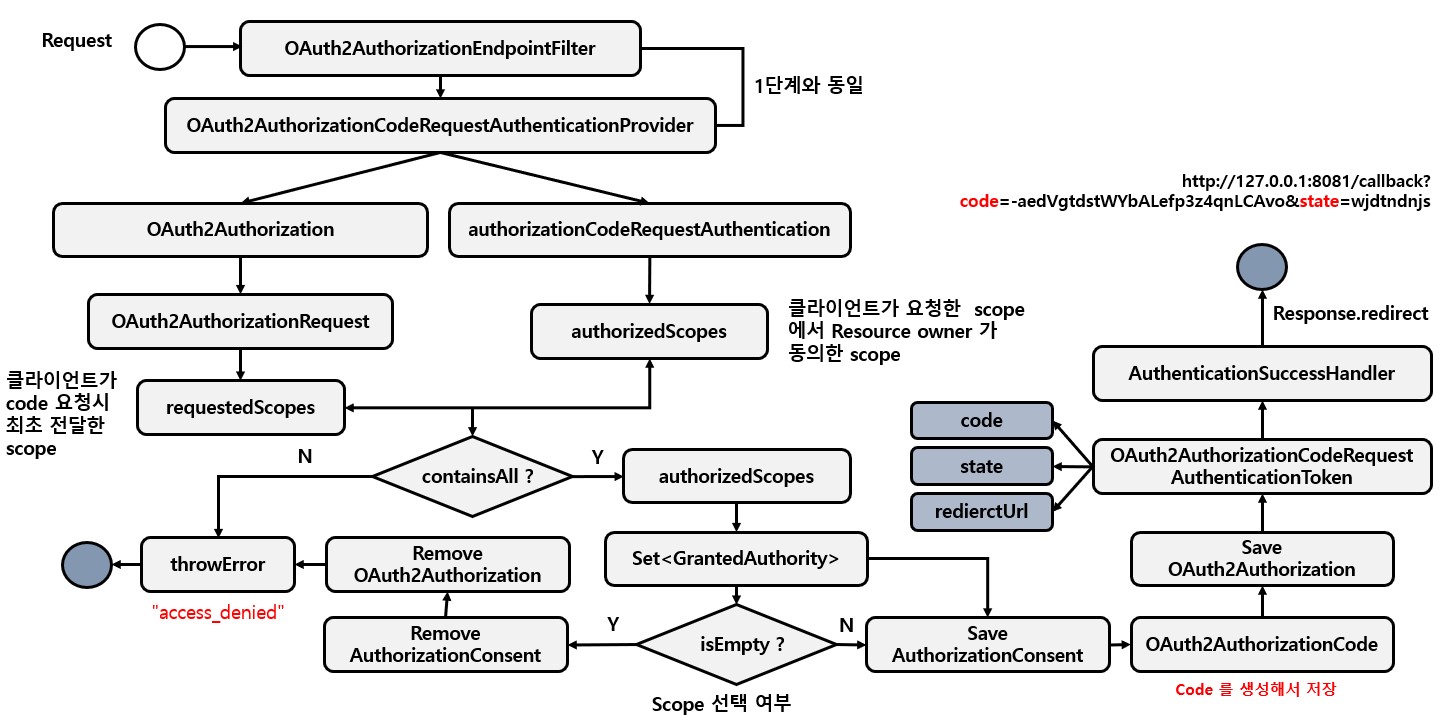 Request
OAuth2AuthorizationEndpointFilter
1단계와 동일
OAuth2AuthorizationCodeRequestAuthenticationProvider
http://127.0.0.1:8081/callback?
code=-aedVgtdstWYbALefp3z4qnLCAvo&state=wjdtndnjs
OAuth2Authorization
authorizationCodeRequestAuthentication
OAuth2AuthorizationRequest
authorizedScopes
클라이언트가 요청한 scope
에서 Resource owner 가
동의한 scope
Response.redirect
클라이언트가
code 요청시
최초 전달한
scope
requestedScopes
AuthenticationSuccessHandler
code
state
redierctUrl
OAuth2AuthorizationCodeRequest
AuthenticationToken
N
containsAll ?
Y
authorizedScopes
throwError
"access_denied"
Remove
OAuth2Authorization
Set<GrantedAuthority>
Save
OAuth2Authorization
Remove
AuthorizationConsent
Y
isEmpty ?
N
Save
AuthorizationConsent
OAuth2AuthorizationCode
Code 를 생성해서 저장
Scope 선택 여부